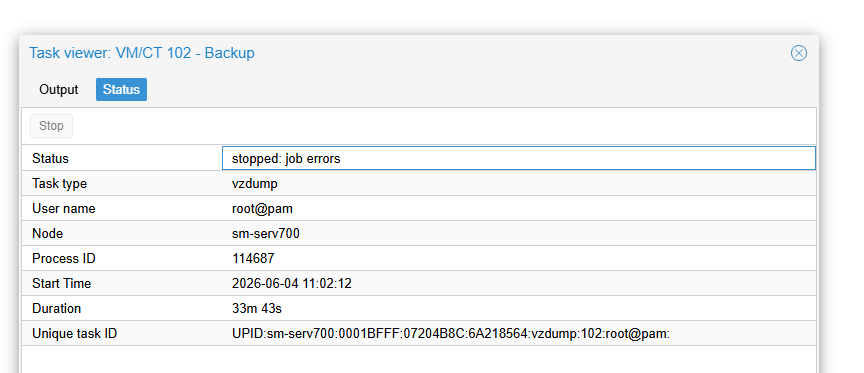 Task viewer: VM/CT 102 - Backup
Output Status
Stop
Status stopped: job errors
Task type vzdump
User name root@pam
Node sm-serv700
Process ID 114687
Start Time 2026-06-04 11:02:12
Duration 33m 43s
Unique task ID UPID:sm-serv700:0001BFFF:07204B8C:6A218564:vzdump:102:root@pam: